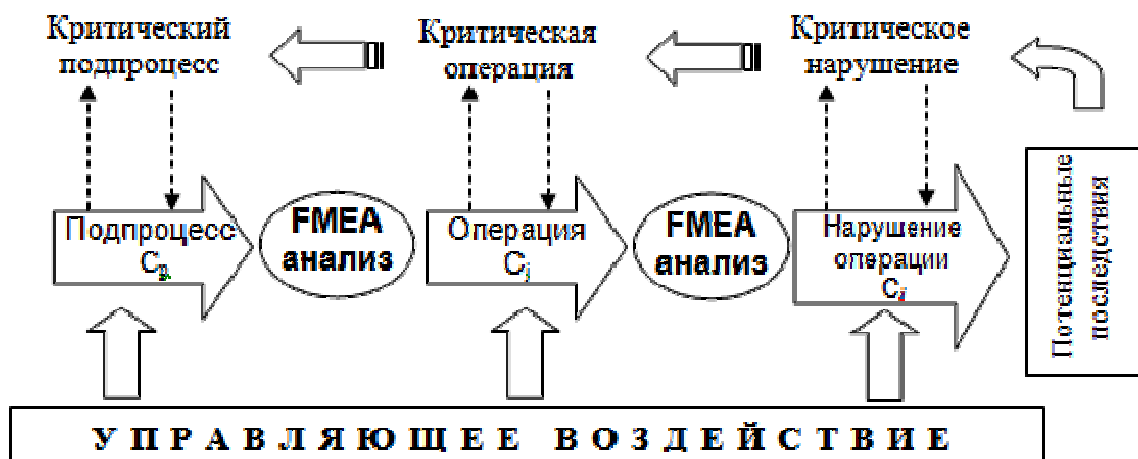 Критический
подпроцесс
Критическая
операция
Критическое
нарушение
Подпроцесс
Cp
FMEA
анализ
Операция
Cj
FMEA
анализ
Нарушение
операции
Потенциальные
последствия
УПРАВЛЯЮЩЕЕ ВОЗДЕЙСТВИЕ